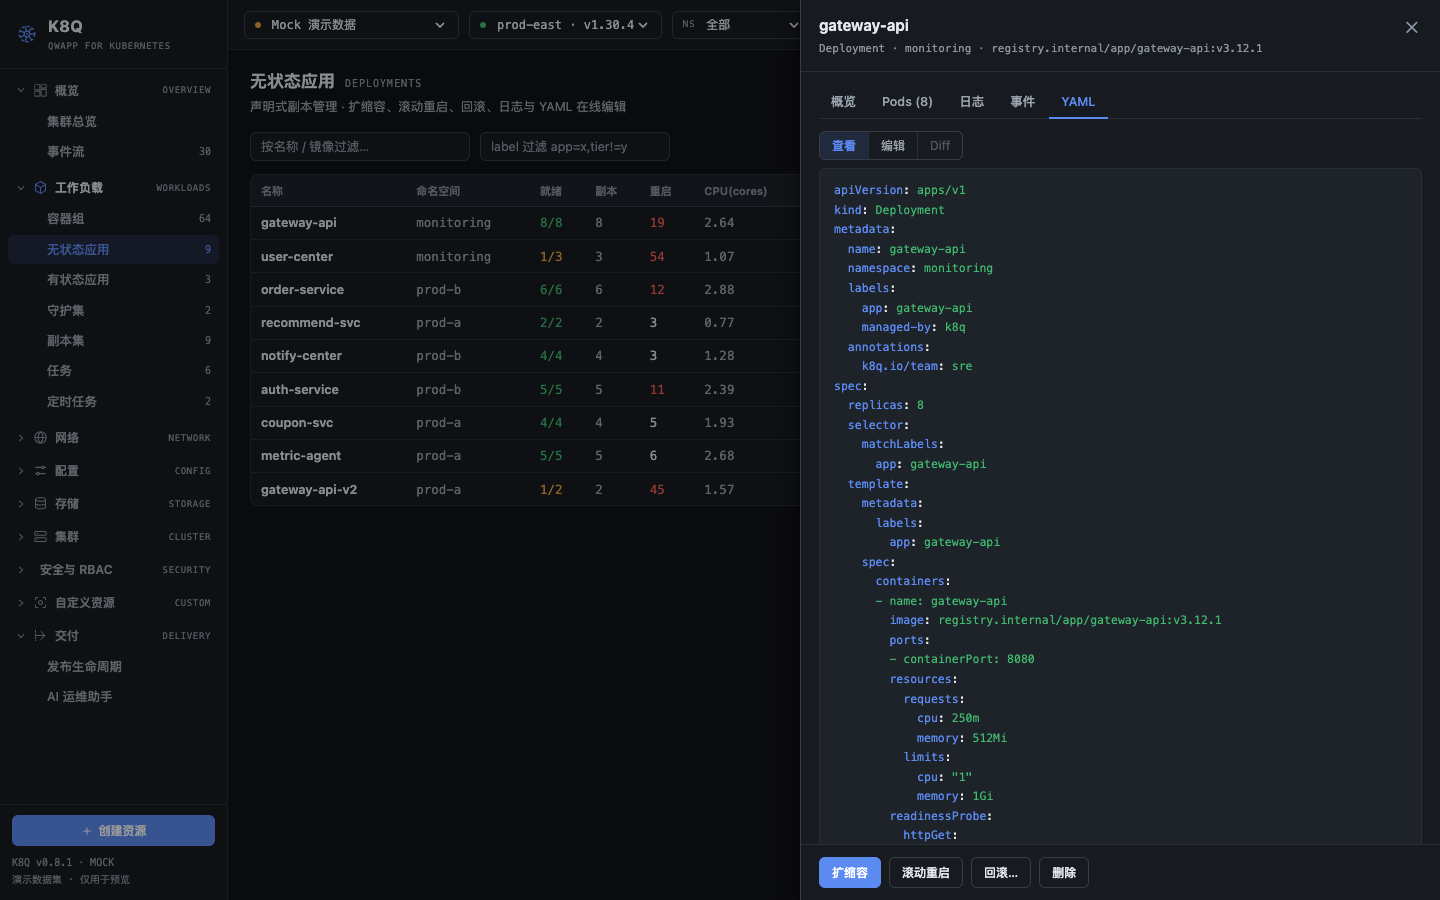 K8Q
QWAPP FOR KUBERNETES
概览 OVERVIEW
集群总览
事件流 30
工作负载 WORKLOADS
容器组 64
无状态应用 9
有状态应用 3
守护集 2
副本集 9
任务 6
定时任务 2
网络 NETWORK
配置 CONFIG
存储 STORAGE
集群 CLUSTER
安全与 RBAC SECURITY
自定义资源 CUSTOM
交付 DELIVERY
发布生命周期
AI 运维助手
+ 创建资源
K8Q v0.8.1 · MOCK
演示数据集 · 仅用于预览
Mock 演示数据
prod-east · v1.30.4
NS 全部
无状态应用 DEPLOYMENTS
声明式副本管理 · 扩缩容、滚动重启、回滚、日志与 YAML 在线编辑
按名称 / 镜像过滤...
label 过滤 app=x,tier!=y
名称 命名空间 就绪 副本 重启 CPU(cores)
gateway-api monitoring 8/8 8 19 2.64
user-center monitoring 1/3 3 54 1.07
order-service prod-b 6/6 6 12 2.88
recommend-svc prod-a 2/2 2 3 0.77
notify-center prod-b 4/4 4 3 1.28
auth-service prod-b 5/5 5 11 2.39
coupon-svc prod-a 4/4 4 5 1.93
metric-agent prod-a 5/5 5 6 2.68
gateway-api-v2 prod-a 1/2 2 45 1.57
gateway-api
Deployment · monitoring · registry.internal/app/gateway-api:v3.12.1
概览 Pods (8) 日志 事件 YAML
查看 编辑 Diff
apiVersion: apps/v1
kind: Deployment
metadata:
  name: gateway-api
  namespace: monitoring
  labels:
    app: gateway-api
    managed-by: k8q
  annotations:
    k8q.io/team: sre
spec:
  replicas: 8
  selector:
    matchLabels:
      app: gateway-api
  template:
    metadata:
      labels:
        app: gateway-api
    spec:
      containers:
      - name: gateway-api
        image: registry.internal/app/gateway-api:v3.12.1
        ports:
        - containerPort: 8080
        resources:
          requests:
            cpu: 250m
            memory: 512Mi
          limits:
            cpu: "1"
            memory: 1Gi
        readinessProbe:
          httpGet:
扩缩容 滚动重启 回滚... 删除